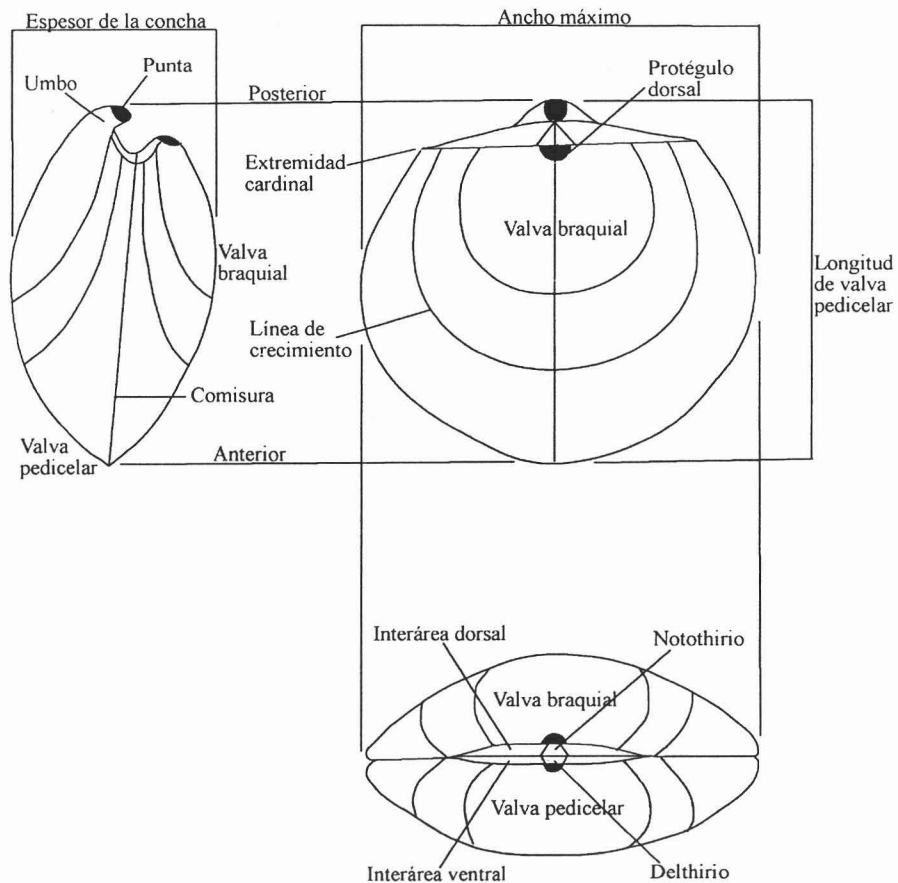 Espesor de la concha
Ancho máximo
Punta
Umbo
Posterior
Protégulo
dorsal
Extremidad
cardinal
Valva
braquial
Valva braquial
Longitud
de valva
pedicelar
Línea de
crecimiento
Comisura
Valva
pedicelar
Anterior
Interárea dorsal
Notothirio
Valva braquial
Valva pedicelar
Interárea ventral
Delthirio